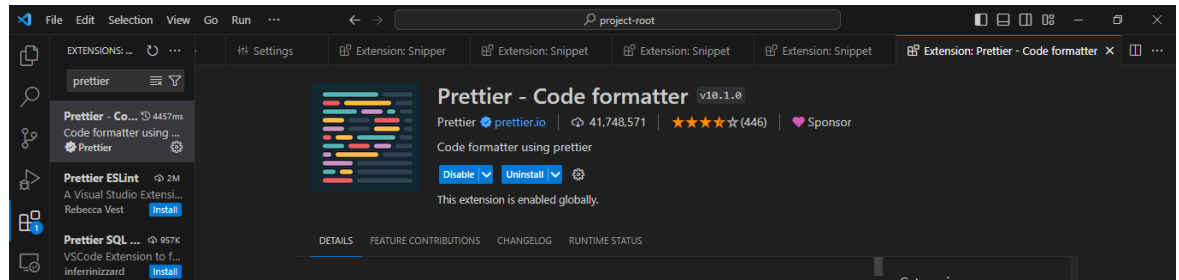 File Edit Selection View Go Run ··· project-root
EXTENSIONS: ...
Settings
Extension: Snipper
Extension: Snippet
Extension: Snippet
Extension: Snippet
Extension: Prettier - Code formatter
prettier
Prettier - Co... 4457ms
Code formatter using ...
Prettier
Prettier ESLint 2M
A Visual Studio Extensi...
Rebecca Vest Install
1
Prettier SQL ... 957K
VSCode Extension to f...
inferrinizzard Install
Prettier - Code formatter v10.1.0
Prettier prettier.io 41,748,571 (446) Sponsor
Code formatter using prettier
Disable Uninstall
This extension is enabled globally.
DETAILS FEATURE CONTRIBUTIONS CHANGELOG RUNTIME STATUS